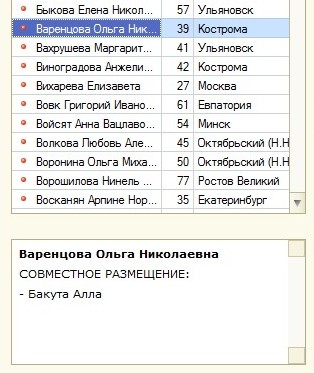 Быкова Елена Никол... 57 Ульяновск
Варенцова Ольга Ник... 39 Кострома
Вахрушева Маргарит... 41 Ульяновск
Виноградова Анжели... 42 Кострома
Вихарева Елизавета 27 Москва
Вовк Григорий Ивано... 61 Евпатория
Войсят Анна Вацлаво... 54 Минск
Волкова Любовь Але... 45 Октябрьский (Н.Н
Воронина Ольга Миха... 50 Октябрьский (Н.Н
Ворошилова Нинель ... 77 Ростов Великий
Восканян Арпине Нор... 35 Екатеринбург
Варенцова Ольга Николаевна
СОВМЕСТНОЕ РАЗМЕЩЕНИЕ:
- Бакута Алла